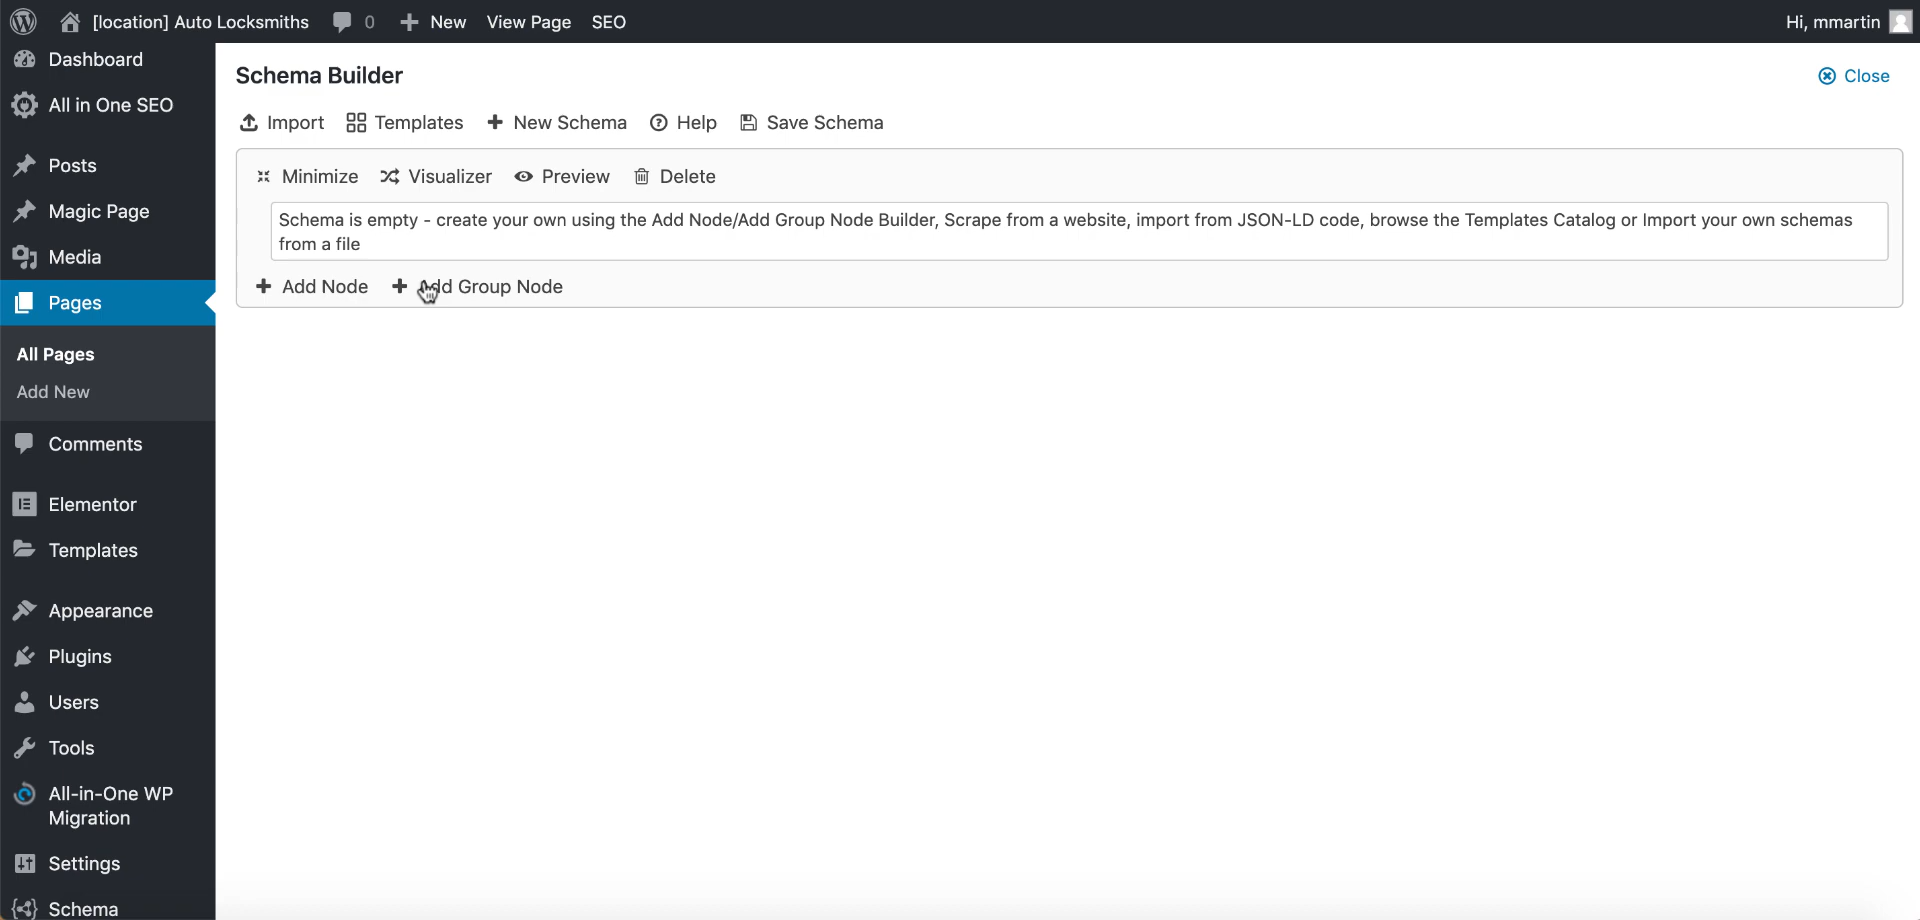 [location] Auto Locksmiths 0 New View Page SEO Hi, mmartin
Dashboard
All in One SEO
Posts
Magic Page
Media
Pages
All Pages
Add New
Comments
Elementor
Templates
Appearance
Plugins
Users
Tools
All-in-One WP
Migration
Settings
Schema
Schema Builder
Close
Import Templates New Schema Help Save Schema
Minimize Visualizer Preview Delete
Schema is empty - create your own using the Add Node/Add Group Node Builder, Scrape from a website, import from JSON-LD code, browse the Templates Catalog or Import your own schemas
from a file
Add Node Add Group Node